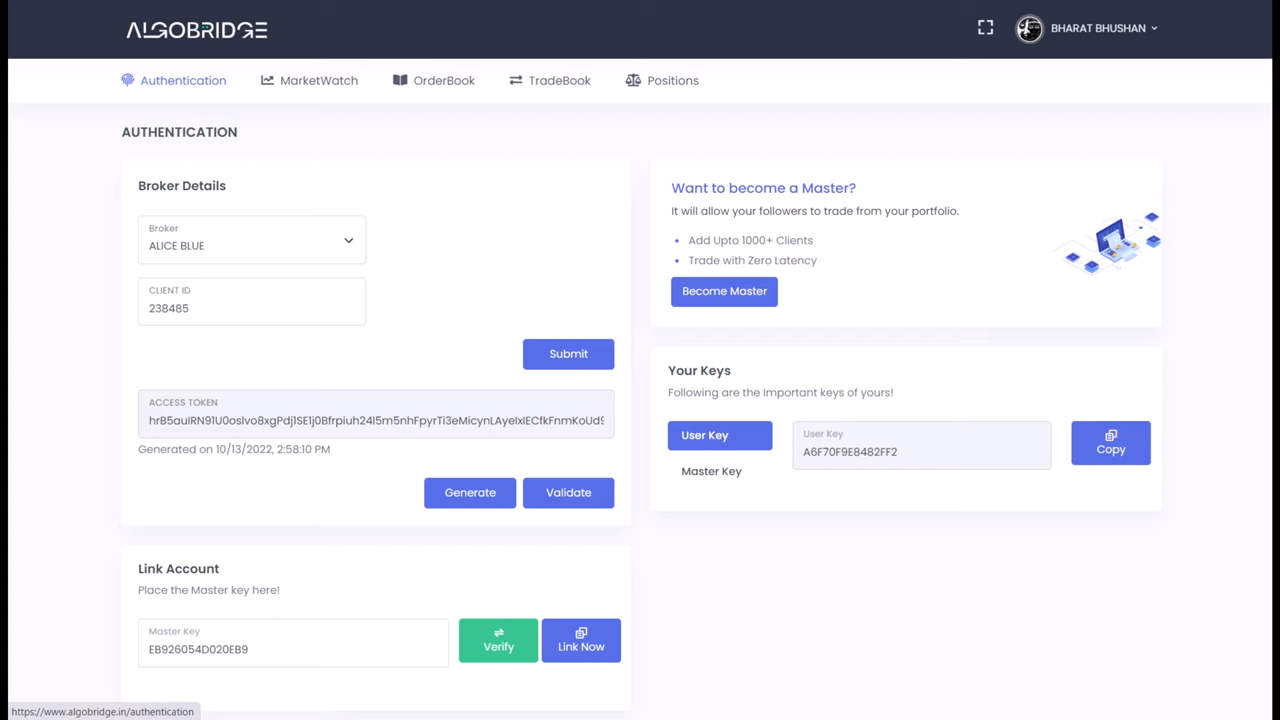 ALGOBRIDGE
BHARAT BHUSHAN
Authentication
MarketWatch
OrderBook
TradeBook
Positions
AUTHENTICATION
Broker Details
Broker
ALICE BLUE
CLIENT ID
238485
Submit
ACCESS TOKEN
Generated on 10/13/2022, 2:58:10 PM
Generate
Validate
Link Account
Place the Master key here!
Master Key
EB926054D020EB9
Verify
Link Now
Want to become a Master?
It will allow your followers to trade from your portfolio.
Add Upto 1000+ Clients
Trade with Zero Latency
Become Master
Your Keys
Following are the Important keys of yours!
User Key
Master Key
User Key
A6F70F9E8482FF2
Copy
https://www.algobridge.in/authentication